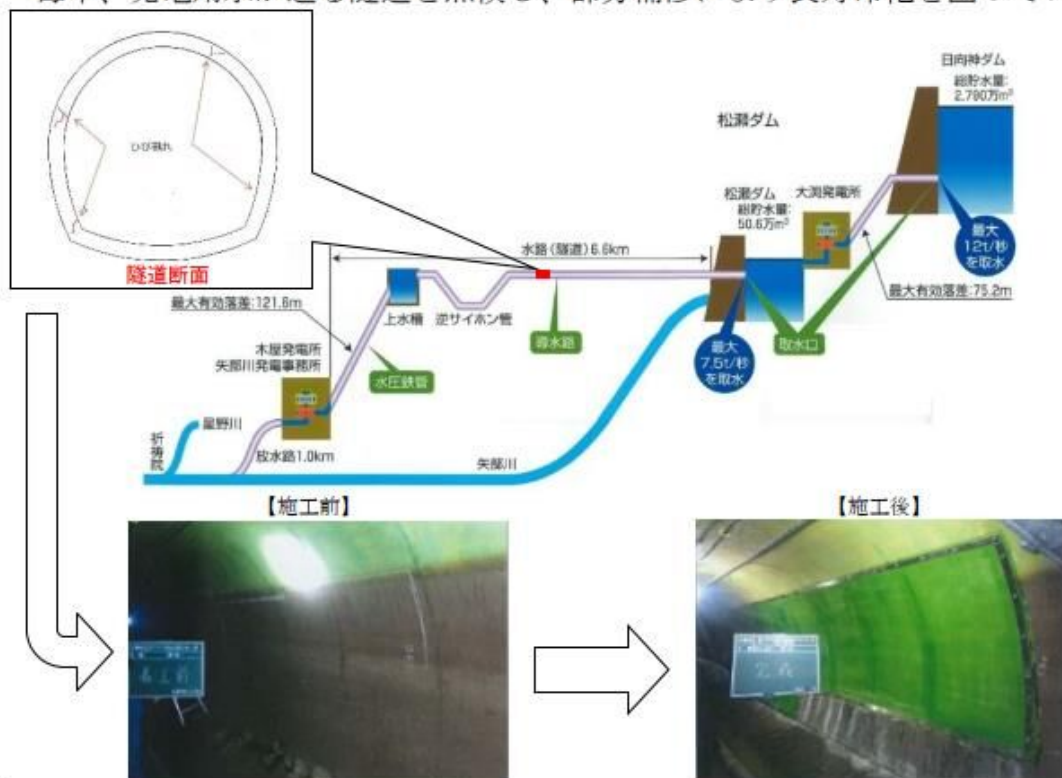 ひび割れ
隧道断面
日向神ダム
総貯水量:
2,790万m³
松瀬ダム
松瀬ダム
総貯水量:
50.6万m³
大渕発電所
最大
12t/秒
を取水
水路(隧道)6.6km
最大有効落差:121.6m
最大有効落差:75.2m
上水槽
逆サイホン管
導水路
取水口
最大
7.5t/秒
を取水
木屋発電所
矢部川発電事務所
水圧鉄管
星野川
祈祷院
放水路1.0km
矢部川
【施工前】
【施工後】